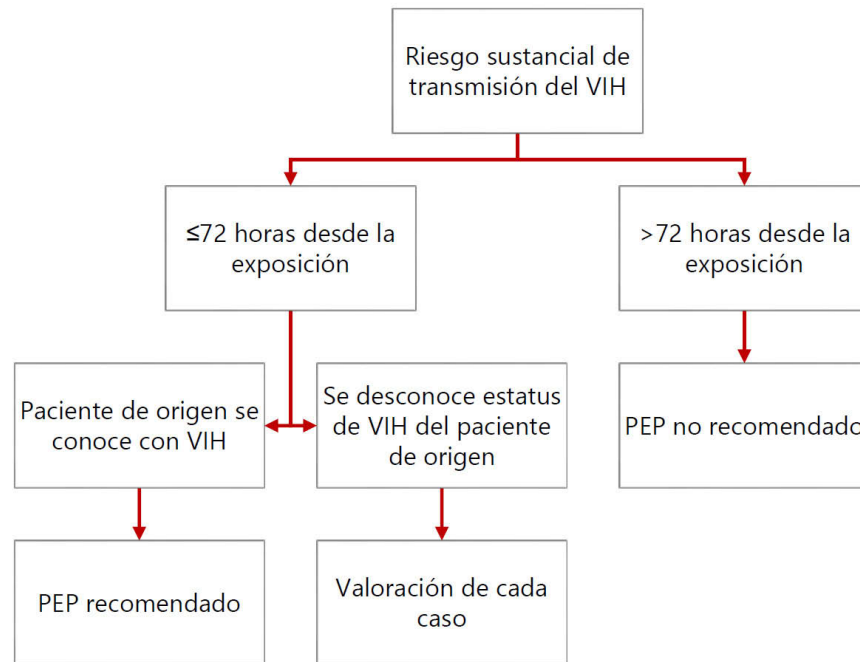 Riesgo sustancial de
transmisión del VIH
≤72 horas desde la
exposición
>72 horas desde la
exposición
Paciente de origen se
conoce con VIH
Se desconoce estatus
de VIH del paciente
de origen
PEP no recomendado
PEP recomendado
Valoración de cada
caso